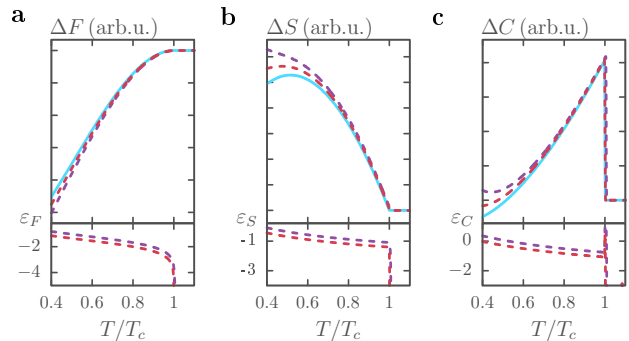 a b c
ΔF (arb.u.) ΔS (arb.u.) ΔC (arb.u.)
ε_F ε_S ε_C
−2 -1 0
−4 -3 −2
0.4 0.6 0.8 1 0.4 0.6 0.8 1 0.4 0.6 0.8 1
T/T_c T/T_c T/T_c